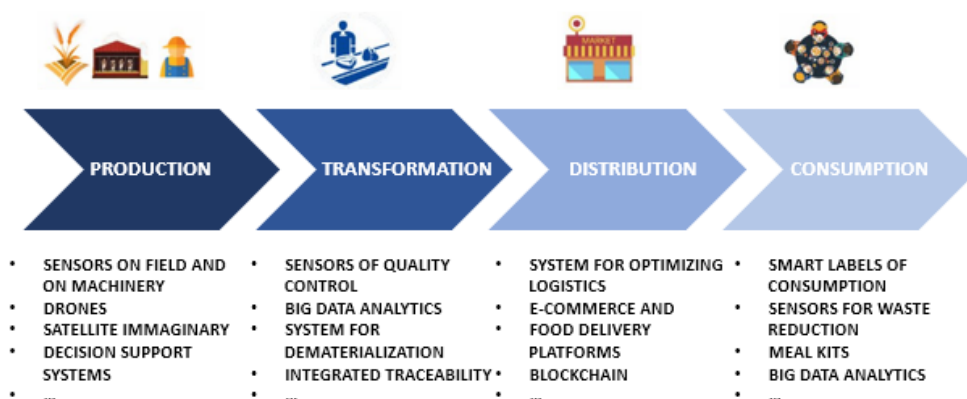 MARKET
PRODUCTION
TRANSFORMATION
DISTRIBUTION
CONSUMPTION
• SENSORS ON FIELD AND
ON MACHINERY
• DRONES
• SATELLITE IMMAGINARY
• DECISION SUPPORT
SYSTEMS
• ...
• SENSORS OF QUALITY
CONTROL
• BIG DATA ANALYTICS
• SYSTEM FOR
DEMATERIALIZATION
• INTEGRATED TRACEABILITY
• ...
• SYSTEM FOR OPTIMIZING
LOGISTICS
• E-COMMERCE AND
• FOOD DELIVERY
PLATFORMS
• BLOCKCHAIN
• ...
• SMART LABELS OF
CONSUMPTION
• SENSORS FOR WASTE
REDUCTION
• MEAL KITS
• BIG DATA ANALYTICS
• ...